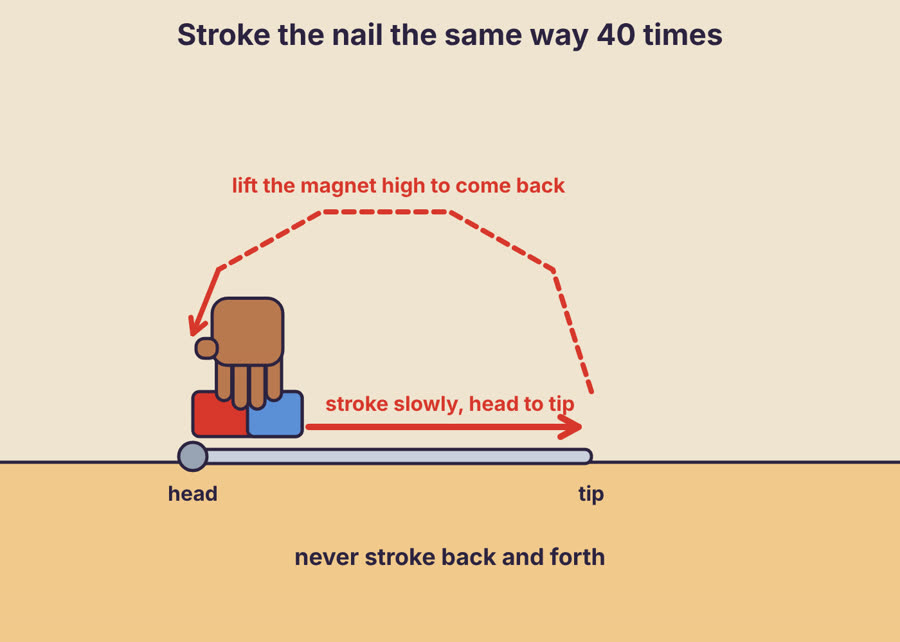 Stroke the nail the same way 40 times
lift the magnet high to come back
stroke slowly, head to tip
head
tip
never stroke back and forth